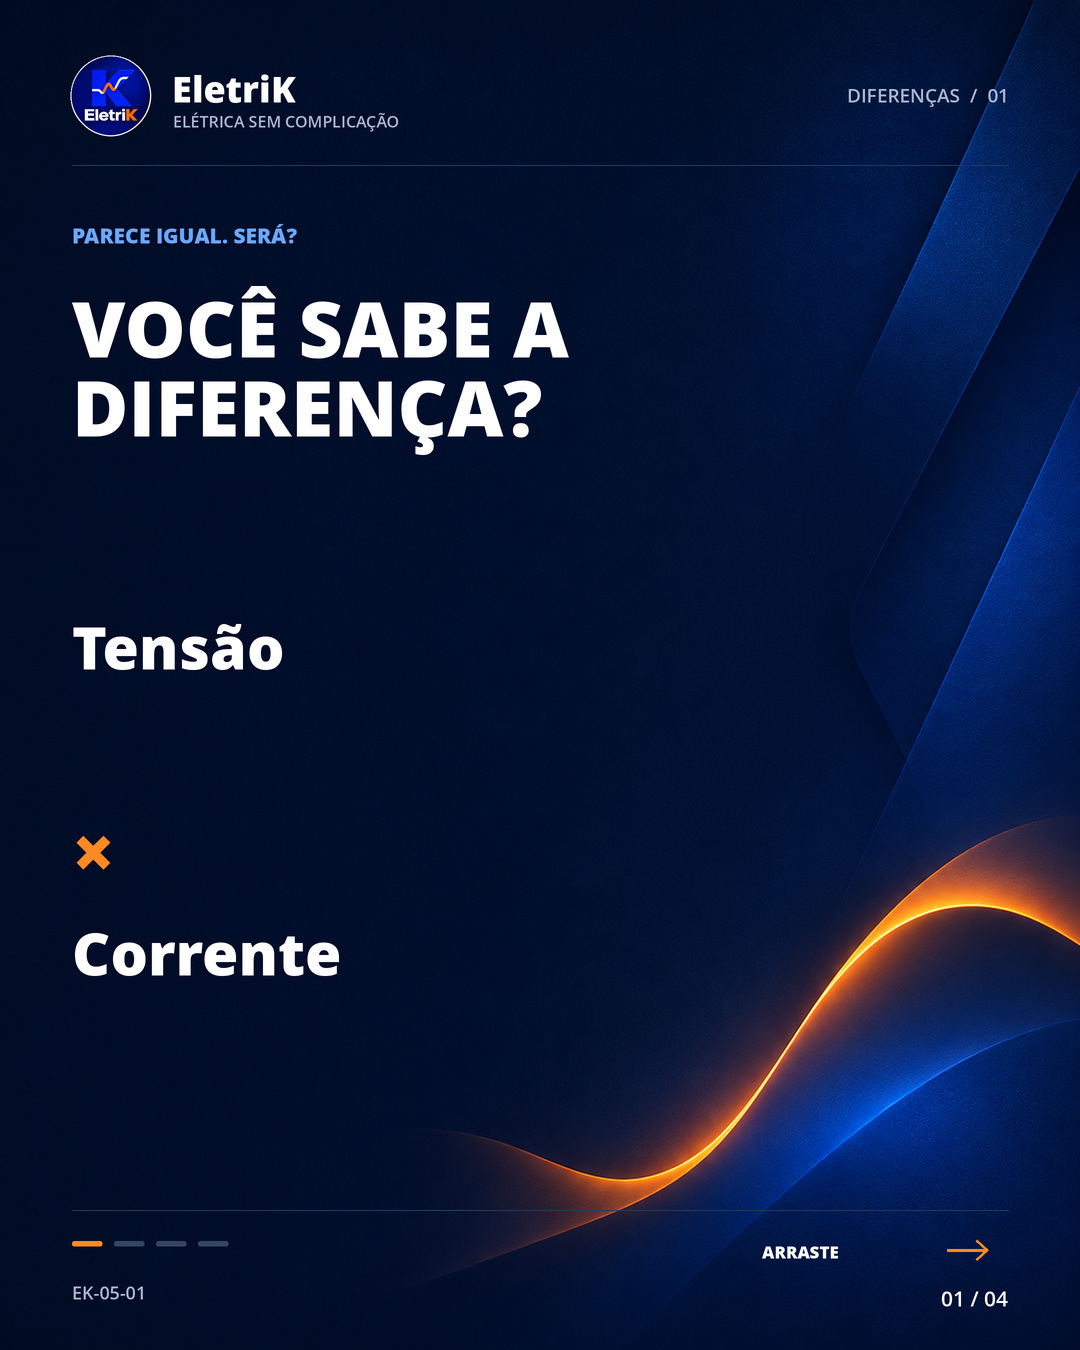 EletriK
EletriK
ELÉTRICA SEM COMPLICAÇÃO
DIFERENÇAS / 01
PARECE IGUAL. SERÁ?
VOCÊ SABE A
DIFERENÇA?
Tensão
×
Corrente
ARRASTE
EK-05-01
01 / 04